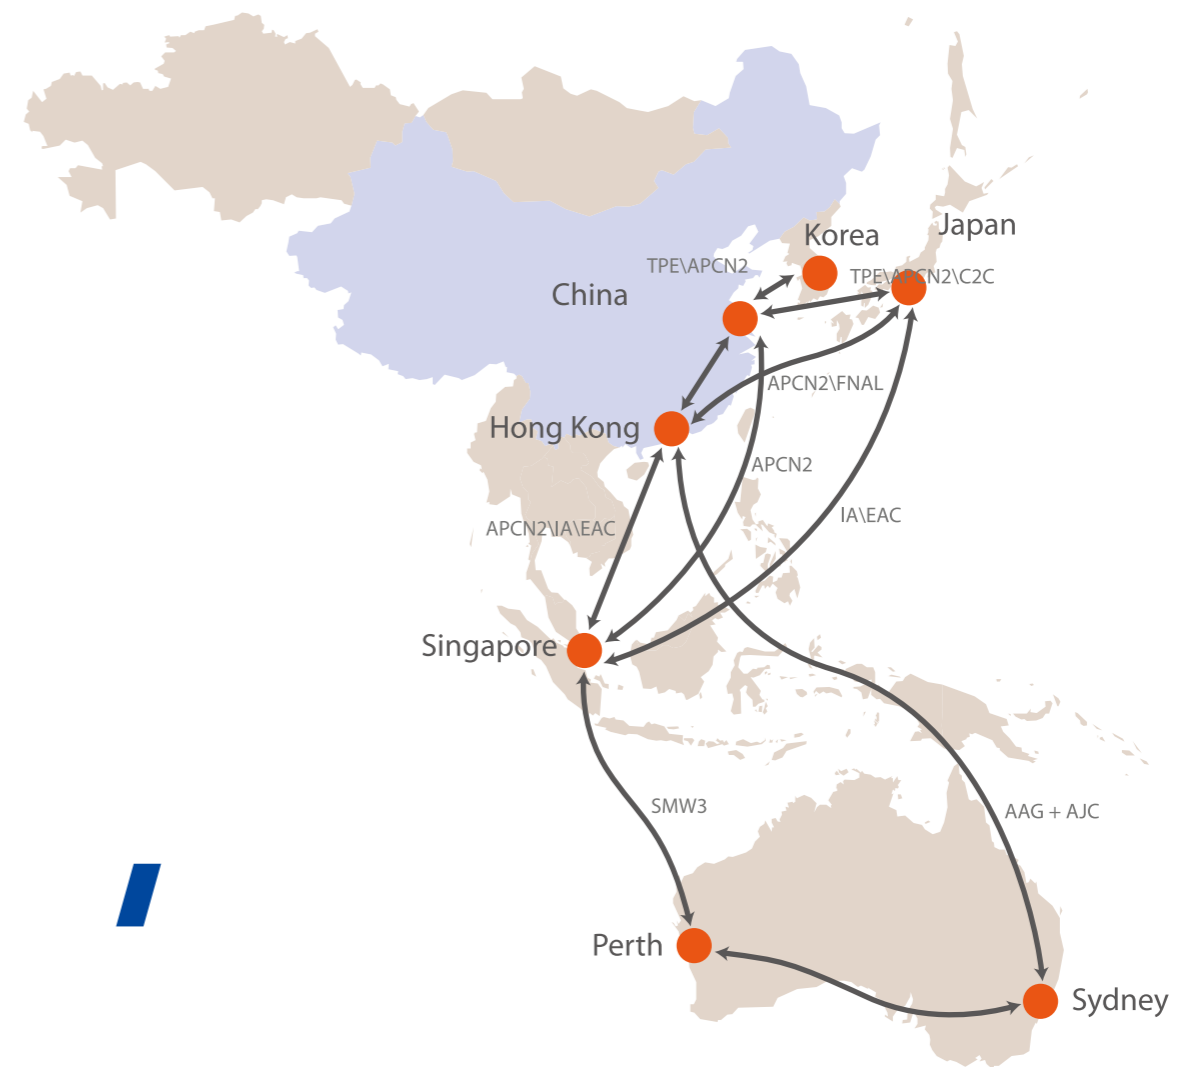 Japan
Korea
TPE\APCN2
TPE\APCN2\C2C
China
APCN2\FNAL
Hong Kong
APCN2
IA\EAC
APCN2\IA\EAC
Singapore
SMW3
AAG + AJC
Perth
Sydney